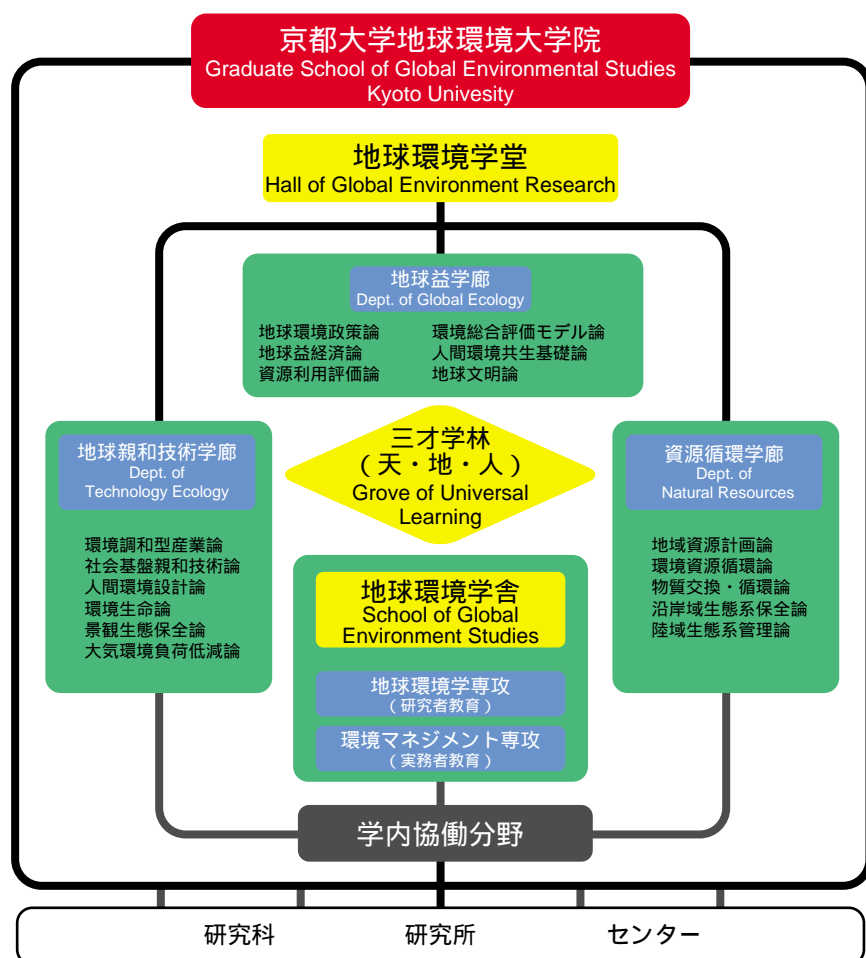 京都大学地球環境大学院
Graduate School of Global Environmental Studies
Kyoto Univesity
地球環境学堂
Hall of Global Environment Research
地球益学廊
Dept. of Global Ecology
地球環境政策論
地球益経済論
資源利用評価論
環境総合評価モデル論
人間環境共生基礎論
地球文明論
地球親和技術学廊
Dept. of
Technology Ecology
環境調和型産業論
社会基盤親和技術論
人間環境設計論
環境生命論
景観生態保全論
大気環境負荷低減論
三才学林
(天・地・人)
Grove of Universal
Learning
資源循環学廊
Dept. of
Natural Resources
地域資源計画論
環境資源循環論
物質交換・循環論
沿岸域生態系保全論
陸域生態系管理論
地球環境学舎
School of Global
Environment Studies
地球環境学専攻
(研究者教育)
環境マネジメント専攻
(実務者教育)
学内協働分野
研究科 研究所 センター